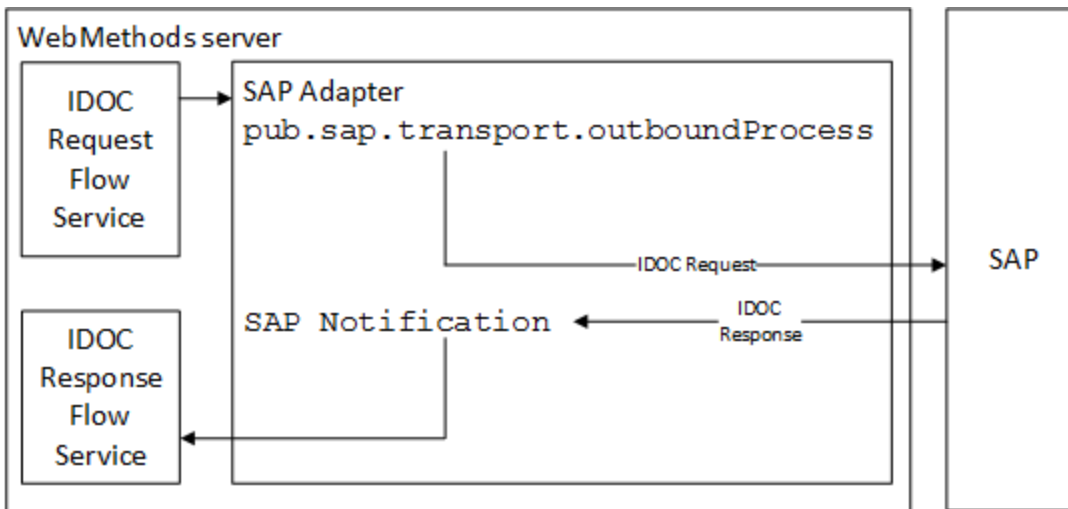 WebMethods server
IDOC
Request
Flow
Service
SAP Adapter
pub.sap.transport.outboundProcess
IDOC Request
SAP
IDOC
Response
SAP Notification
IDOC
Response
Flow
Service